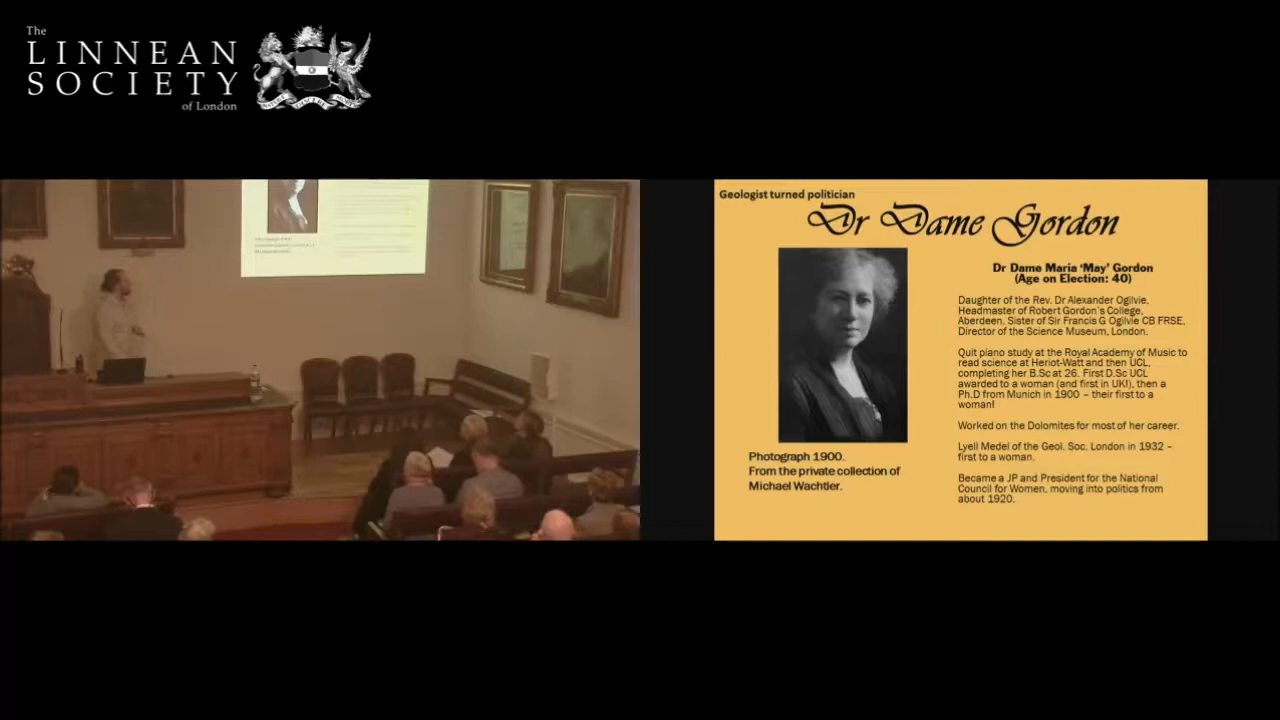 The
LINNEAN
SOCIETY
of London
Geologist turned politician
Dr Dame Gordon
Dr Dame Maria ‘May’ Gordon
(Age on Election: 40)
Daughter of the Rev. Dr Alexander Ogilvie,
Headmaster of Robert Gordon’s College,
Aberdeen, Sister of Sir Francis G Ogilvie CB FRSE,
Director of the Science Museum, London.
Quit piano study at the Royal Academy of Music to
read science at Heriot-Watt and then UCL,
completing her B.Sc at 26. First D.Sc UCL
awarded to a woman (and first in UK!), then a
Ph.D from Munich in 1900 – their first to a
woman!
Worked on the Dolomites for most of her career.
Lyell Medel of the Geol. Soc. London in 1932 –
first to a woman.
Became a JP and President for the National
Council for Women, moving into politics from
about 1920.
Photograph 1900.
From the private collection of
Michael Wachtler.